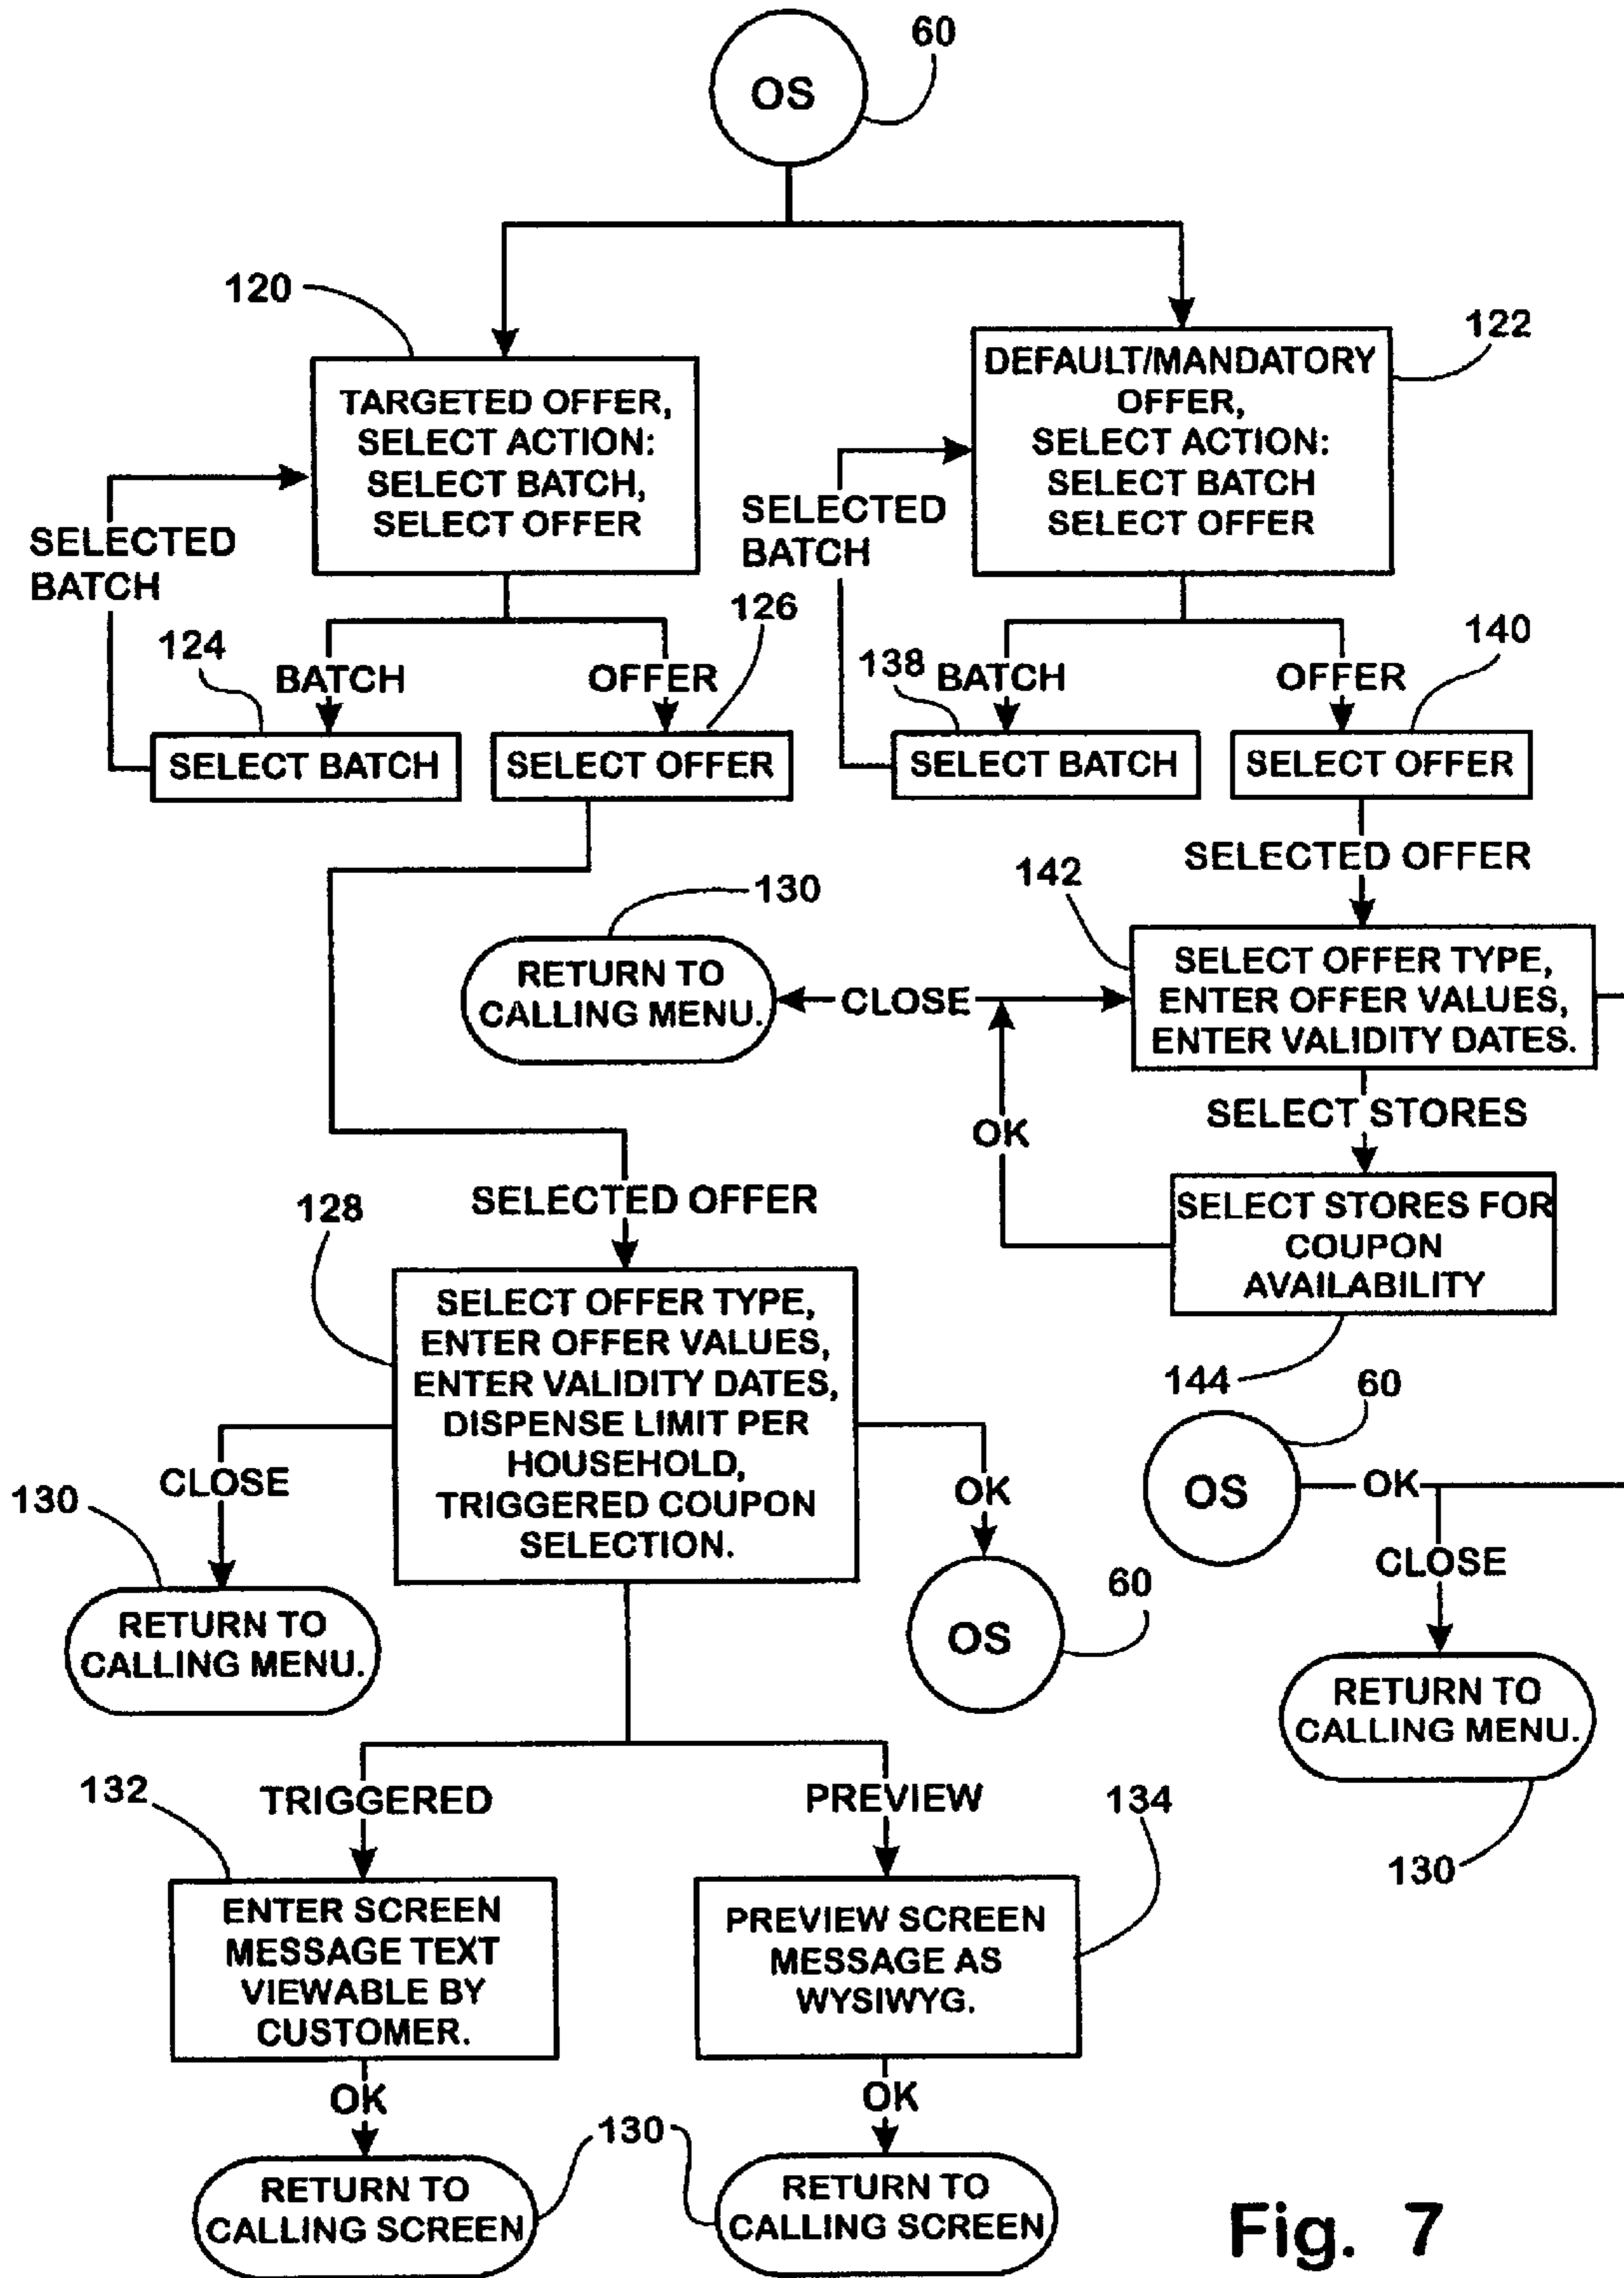 60
OS
120
122
TARGETED OFFER,
SELECT ACTION:
SELECT BATCH,
SELECT OFFER
DEFAULT/MANDATORY
OFFER,
SELECT ACTION:
SELECT BATCH
SELECT OFFER
SELECTED
BATCH
SELECTED
BATCH
124
BATCH
OFFER
126
138
BATCH
OFFER
140
SELECT BATCH
SELECT OFFER
SELECT BATCH
SELECT OFFER
SELECTED OFFER
142
130
RETURN TO
CALLING MENU.
CLOSE
SELECT OFFER TYPE,
ENTER OFFER VALUES,
ENTER VALIDITY DATES.
SELECT STORES
OK
SELECT STORES FOR
COUPON
AVAILABILITY
144
SELECTED OFFER
128
SELECT OFFER TYPE,
ENTER OFFER VALUES,
ENTER VALIDITY DATES,
DISPENSE LIMIT PER
HOUSEHOLD,
TRIGGERED COUPON
SELECTION.
CLOSE
130
RETURN TO
CALLING MENU.
OK
OS
60
60
OS
OK
CLOSE
RETURN TO
CALLING MENU.
130
132
TRIGGERED
PREVIEW
134
ENTER SCREEN
MESSAGE TEXT
VIEWABLE BY
CUSTOMER.
PREVIEW SCREEN
MESSAGE AS
WYSIWYG.
OK
OK
130
RETURN TO
CALLING SCREEN
RETURN TO
CALLING SCREEN
Fig. 7